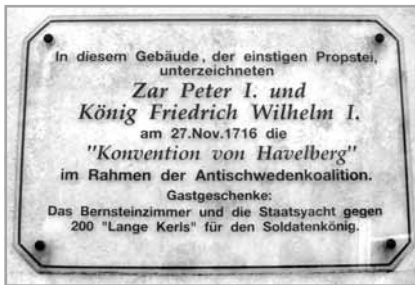 In diesem Gebäude, der einstigen Propstei,
unterzeichneten
Zar Peter I. und
König Friedrich Wilhelm I.
am 27.Nov.1716 die
"Konvention von Havelberg"
im Rahmen der Antischwedenkoalition.
Gastgeschenke:
Das Bernsteinzimmer und die Staatsyacht gegen
200 "Lange Kerls" für den Soldatenkönig.